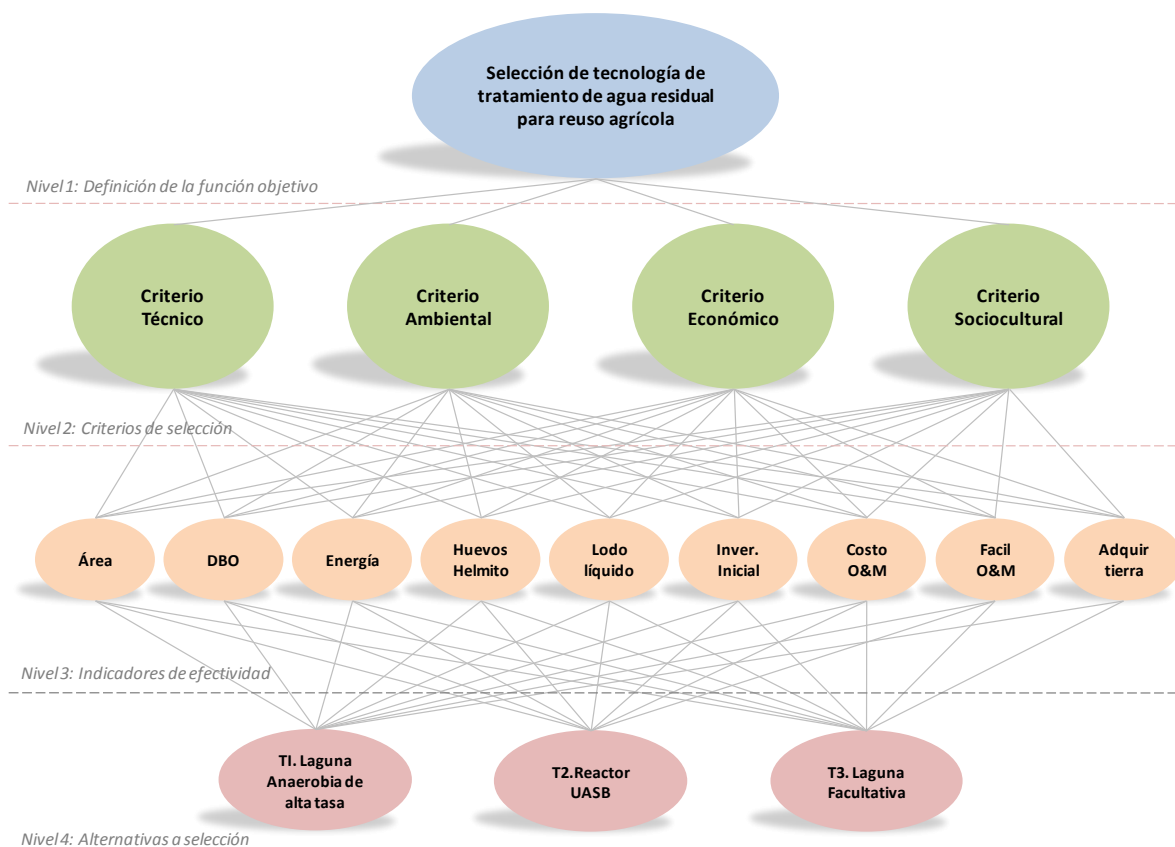 Selección de tecnología de
tratamiento de agua residual
para reuso agrícola
Nivel 1: Definición de la función objetivo
Criterio
Técnico
Criterio
Ambiental
Criterio
Económico
Criterio
Sociocultural
Nivel 2: Criterios de selección
Área
DBO
Energía
Huevos
Helmito
Lodo
líquido
Inver.
Inicial
Costo
O&M
Facil
O&M
Adquir
tierra
Nivel 3: Indicadores de efectividad
TI. Laguna
Anaerobia de
alta tasa
T2.Reactor
UASB
T3. Laguna
Facultativa
Nivel 4: Alternativas a selección